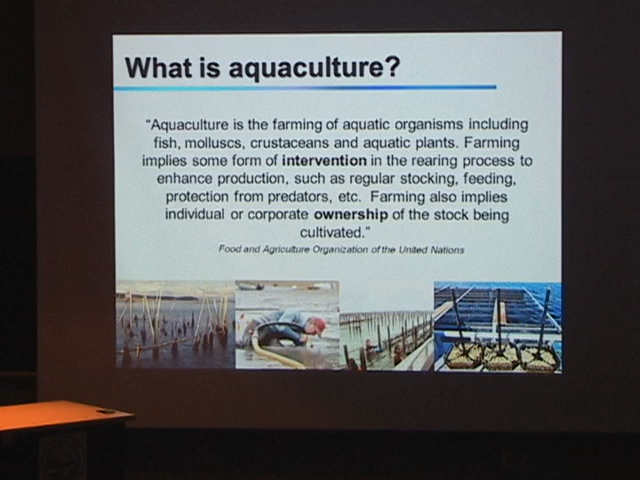 What is aquaculture?
“Aquaculture is the farming of aquatic organisms including
fish, molluscs, crustaceans and aquatic plants. Farming
implies some form of intervention in the rearing process to
enhance production, such as regular stocking, feeding,
protection from predators, etc. Farming also implies
individual or corporate ownership of the stock being
cultivated.”
Food and Agriculture Organization of the United Nations